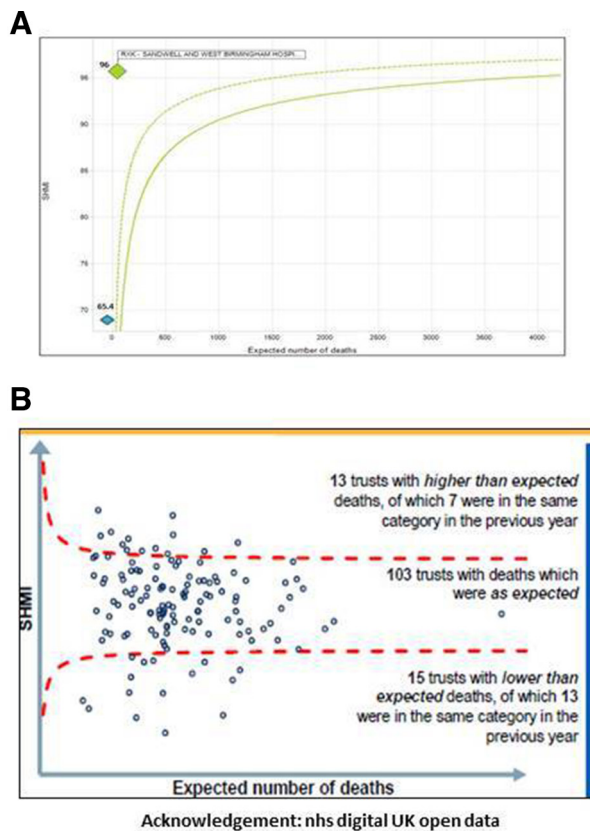 A
RXK - SANDWELL AND WEST BIRMINGHAM HOSPI...
96
95
90
85
80
75
70
65.4
SHMI
0 500 1000 1500 2000 2500 3000 3500 4000
Expected number of deaths
B
13 trusts with higher than expected
deaths, of which 7 were in the same
category in the previous year
103 trusts with deaths which
were as expected
SHMI
15 trusts with lower than
expected deaths, of which 13
were in the same category in the
previous year
Expected number of deaths
Acknowledgement: nhs digital UK open data